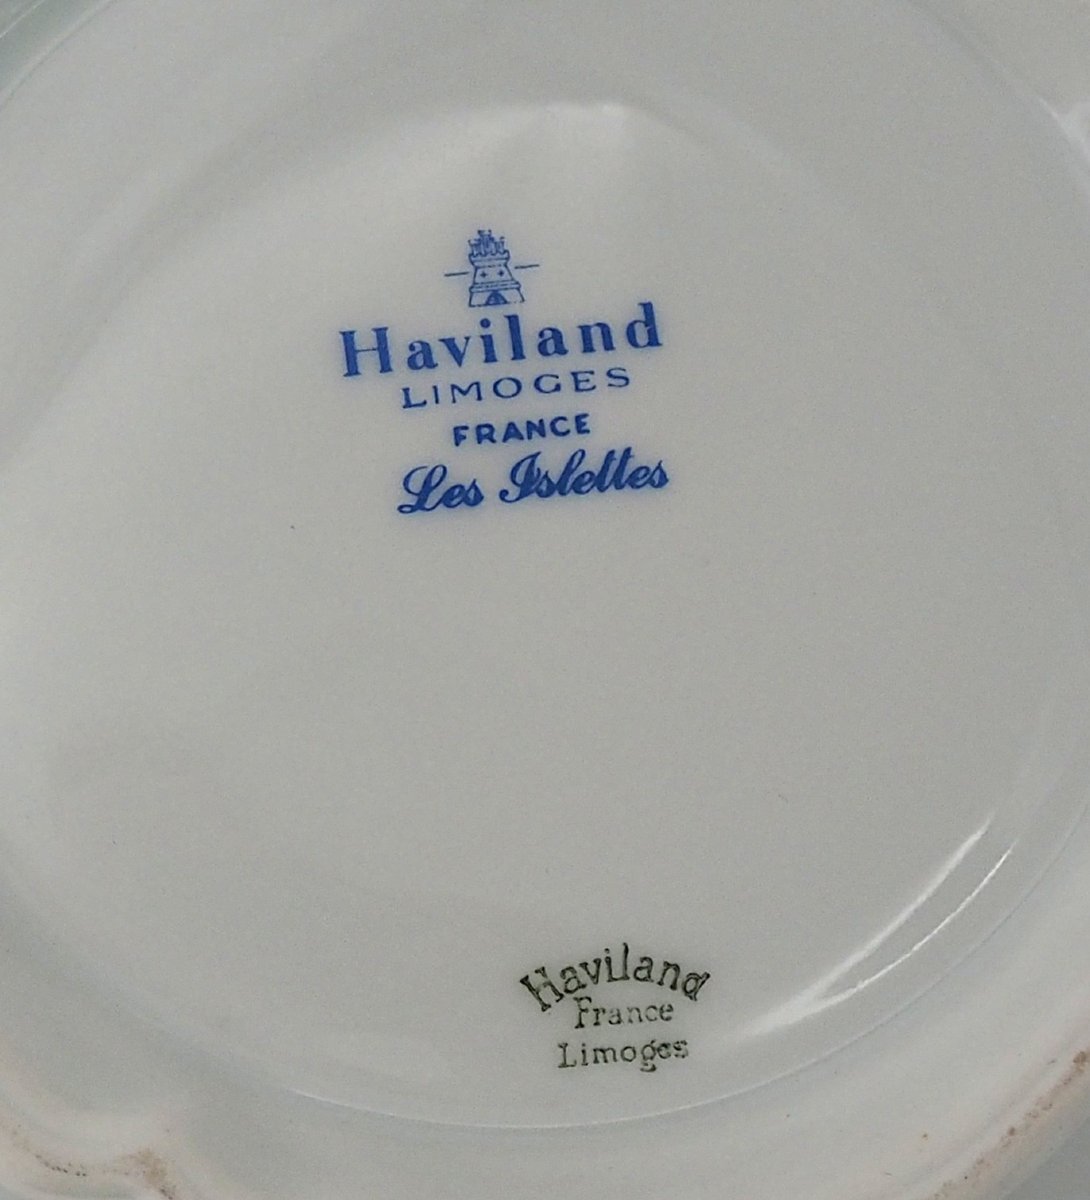 Haviland
LIMOGES
FRANCE
Les Islettes
Haviland
France
Limoges